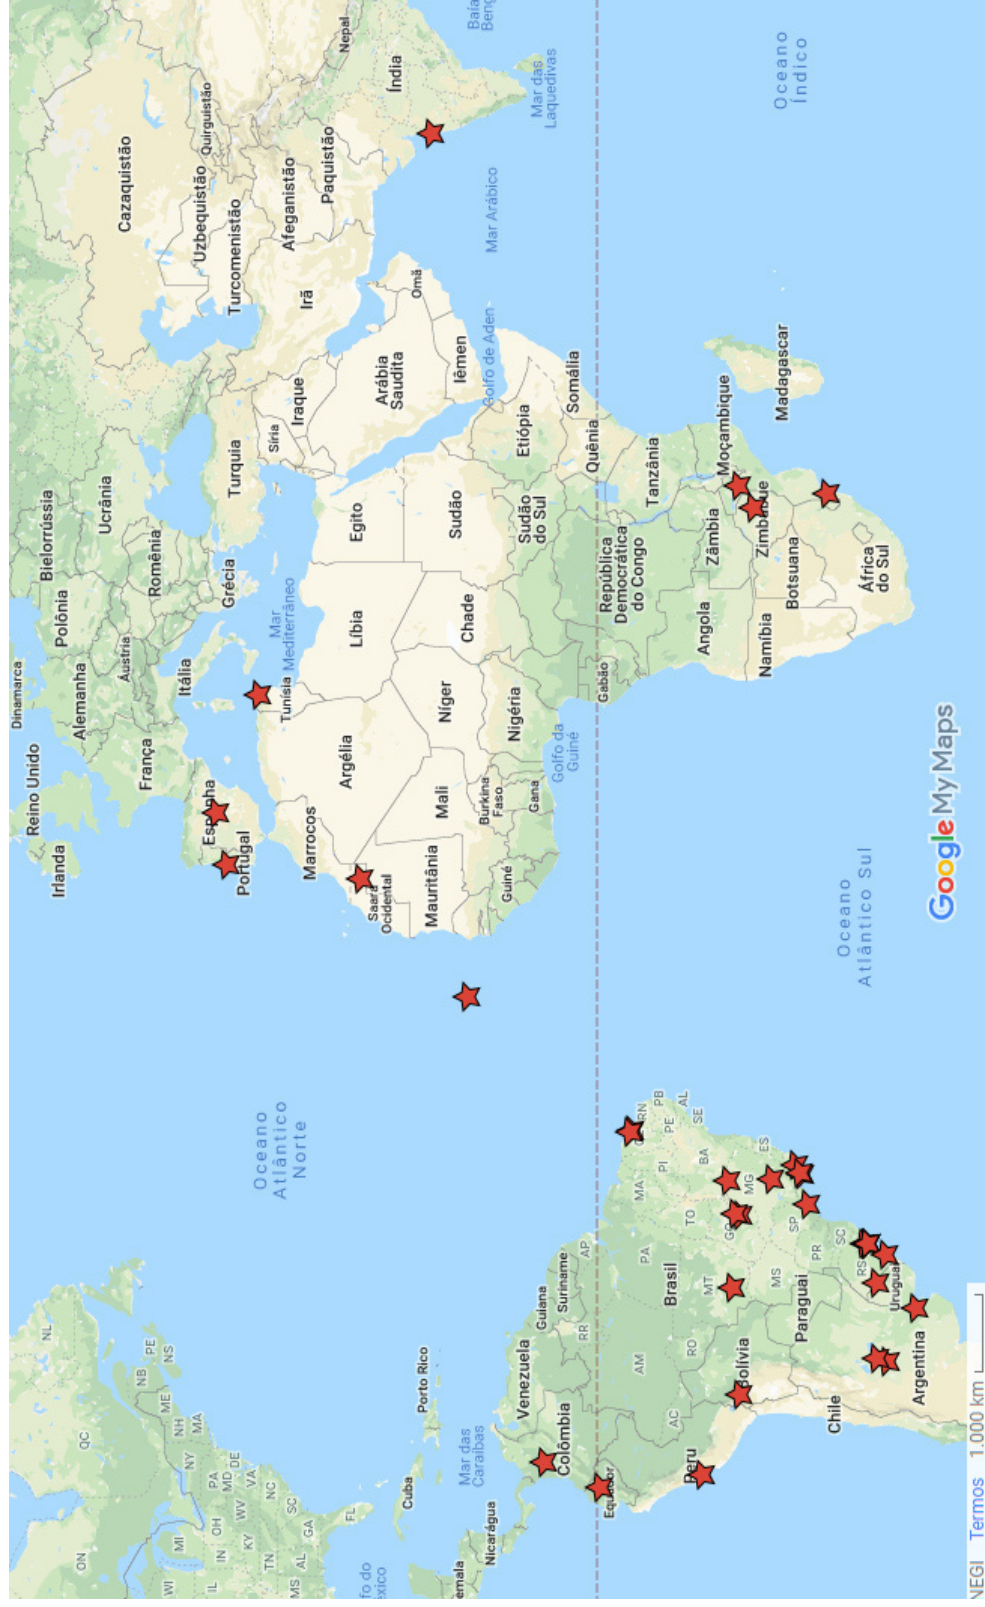 ON
QC
NL
NB
PE
NS
ME
NH
MA
NY
MI
WI
PA
MD
DE
OH
IN
IL
WV
VA
KY
NC
TN
SC
MS
AL
GA
FL
Cuba
Porto Rico
Mar das
Caraíbas
Nicarágua
Venezuela
Guiana
Suriname
Colômbia
RR
AP
Equador
AM
PA
MA
RN
PB
PE
AL
SE
PI
Peru
AC
RO
Brasil
TO
BA
MT
GO
MG
ES
Bolívia
MS
SP
Paraguai
PR
SC
RS
Chile
Uruguai
Argentina
Oceano
Atlântico
Norte
Oceano
Atlântico Sul
Dinamarca
Irlanda
Reino Unido
Polônia
Bielorrússia
Alemanha
Ucrânia
Áustria
França
Romênia
Itália
Espanha
Portugal
Grécia
Turquia
Mar
Mediterrâneo
Síria
Iraque
Irã
Cazaquistão
Uzbequistão
Quirguistão
Turcomenistão
Afeganistão
Paquistão
Nepal
Índia
Marrocos
Tunísia
Argélia
Líbia
Egito
Saara
Ocidental
Arábia
Saudita
Omã
Iêmen
Mauritânia
Mali
Níger
Chade
Sudão
Burkina
Faso
Guiné
Gana
Nigéria
Golfo da
Guiné
Sudão
do Sul
Etiópia
Golfo de Aden
Mar Arábico
Mar das
Laquedivas
Somália
Quênia
Gabão
República
Democrática
do Congo
Tanzânia
Angola
Zâmbia
Moçambique
Zimbábue
Namíbia
Botsuana
Madagascar
África
do Sul
Oceano
Índico
Google My Maps
NEGI Termos 1.000 km